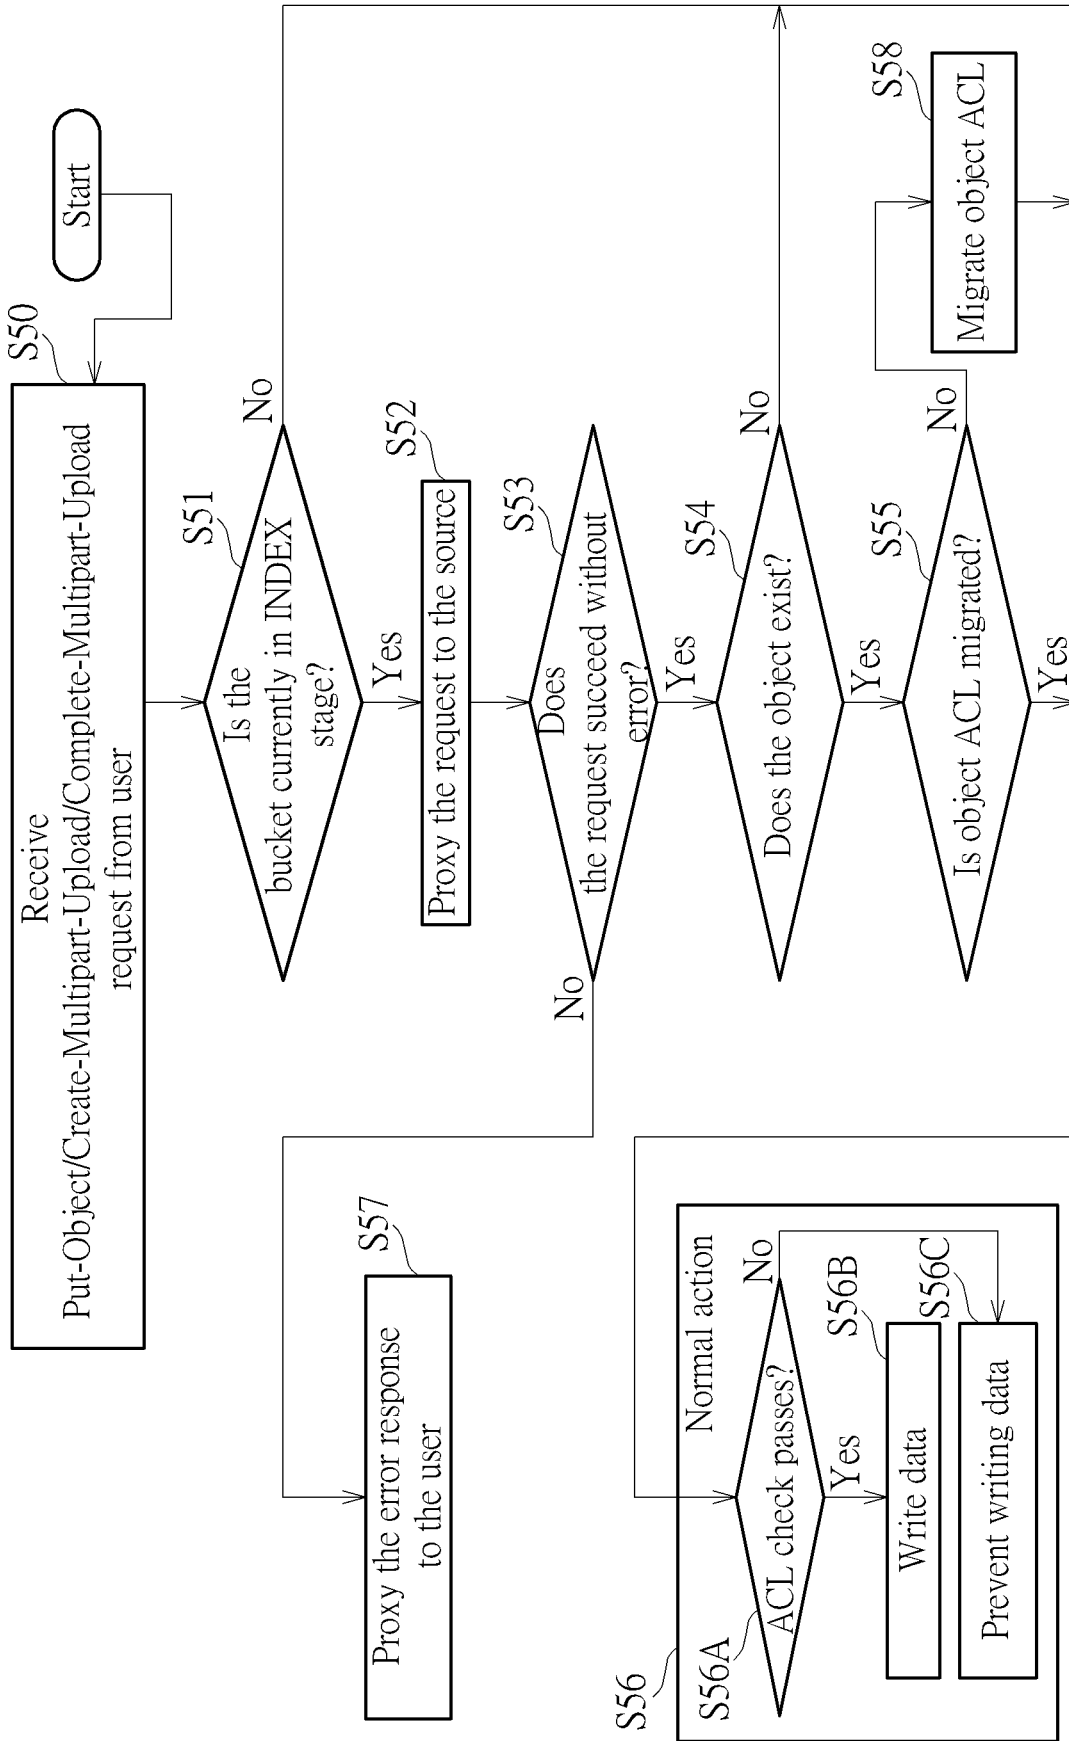 Start
S50
Receive
Put-Object/Create-Multipart-Upload/Complete-Multipart-Upload
request from user
S51
Is the
bucket currently in INDEX
stage?
No
Yes
S52
Proxy the request to the source
S53
Does
the request succeed without
error?
No
Yes
S54
Does the object exist?
No
Yes
S55
Is object ACL migrated?
No
Yes
S58
Migrate object ACL
S57
Proxy the error response
to the user
S56
Normal action
S56A
ACL check passes?
No
Yes
S56B
Write data
S56C
Prevent writing data